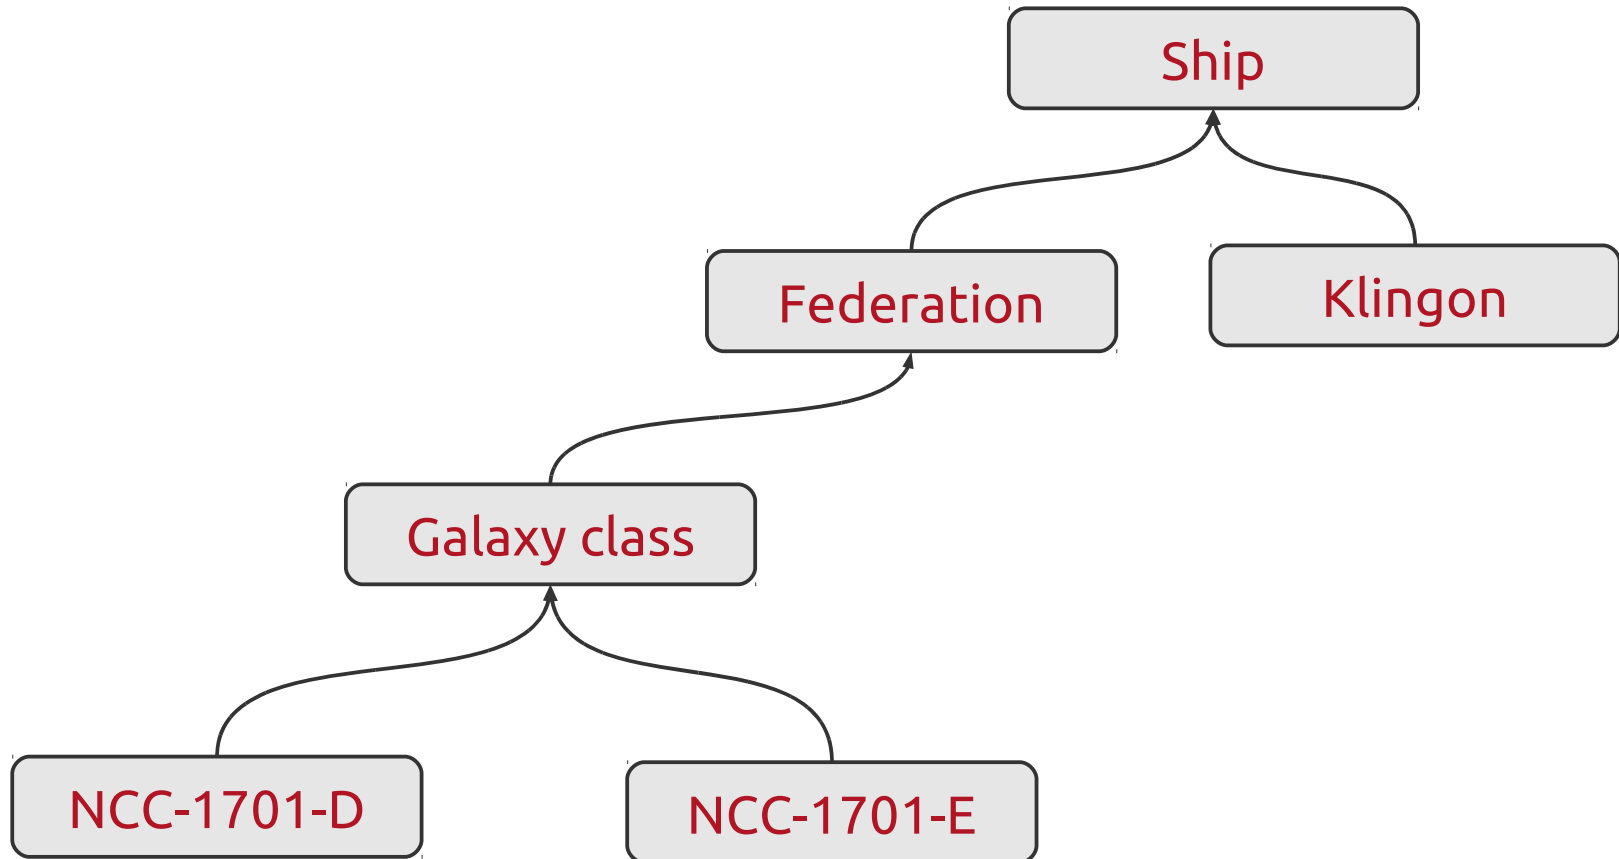 Ship
Federation
Klingon
Galaxy class
NCC-1701-D
NCC-1701-E